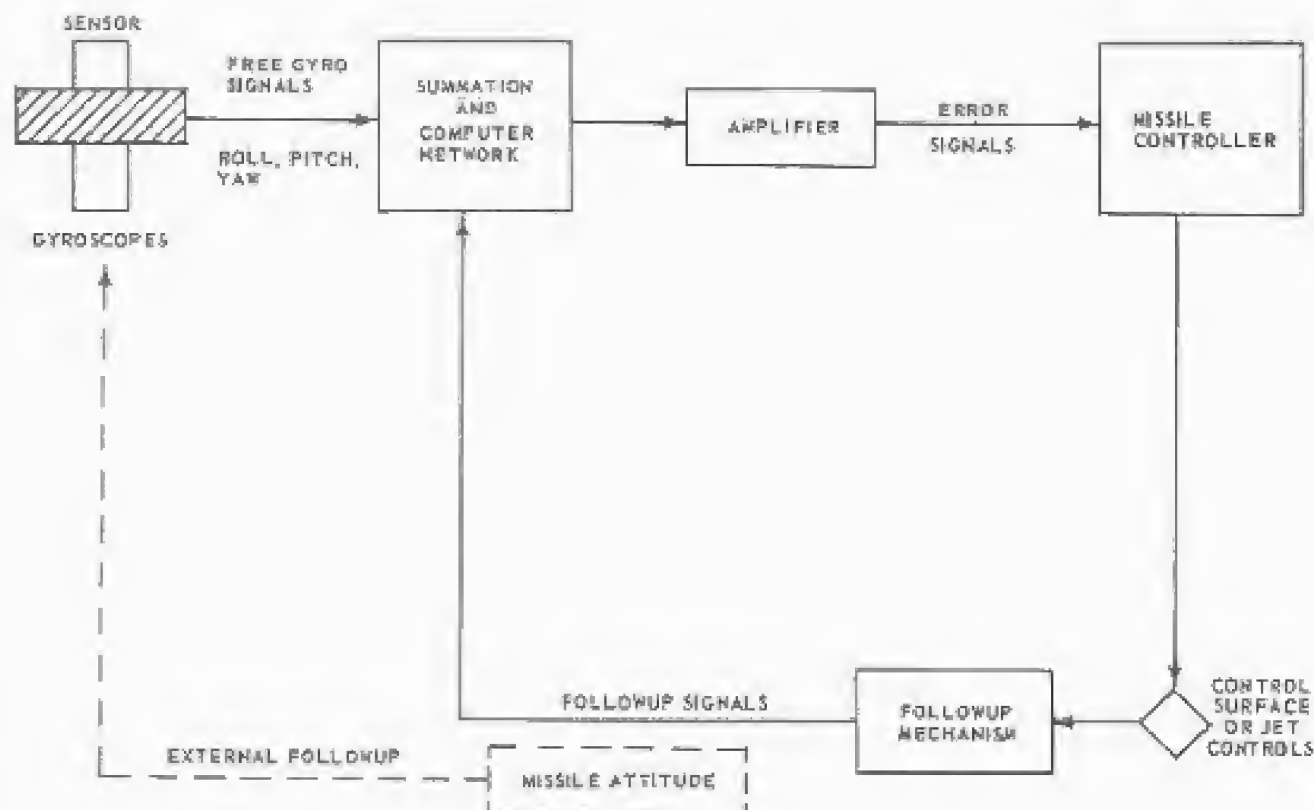 SENSOR
FREE GYRO
SIGNALS
ROLL, PITCH,
YAW
GYROSCOPES
SUMMATION
AND
COMPUTER
NETWORK
AMPLIFIER
ERROR
SIGNALS
MISSILE
CONTROLLER
CONTROL
SURFACE
OR JET
CONTROLS
FOLLOWUP
MECHANISM
FOLLOWUP SIGNALS
EXTERNAL FOLLOWUP
MISSILE ATTITUDE